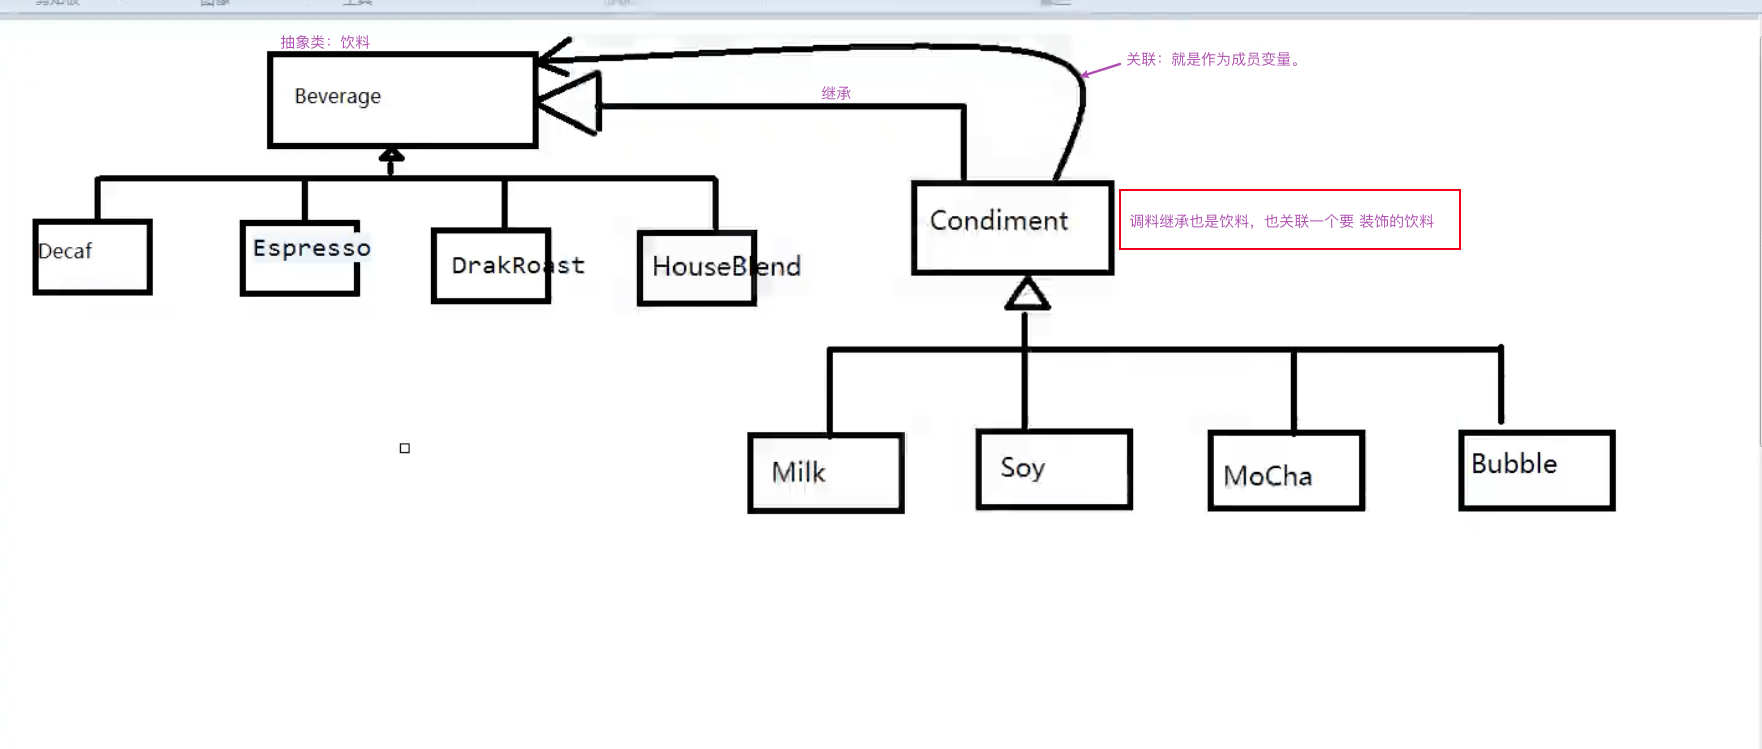 抽象类：饮料
关联：就是作为成员变量。
Beverage
继承
Condiment
调料继承也是饮料，也关联一个要 装饰的饮料
Decaf
Espresso
DrakRoast
HouseBlend
Milk
Soy
MoCha
Bubble